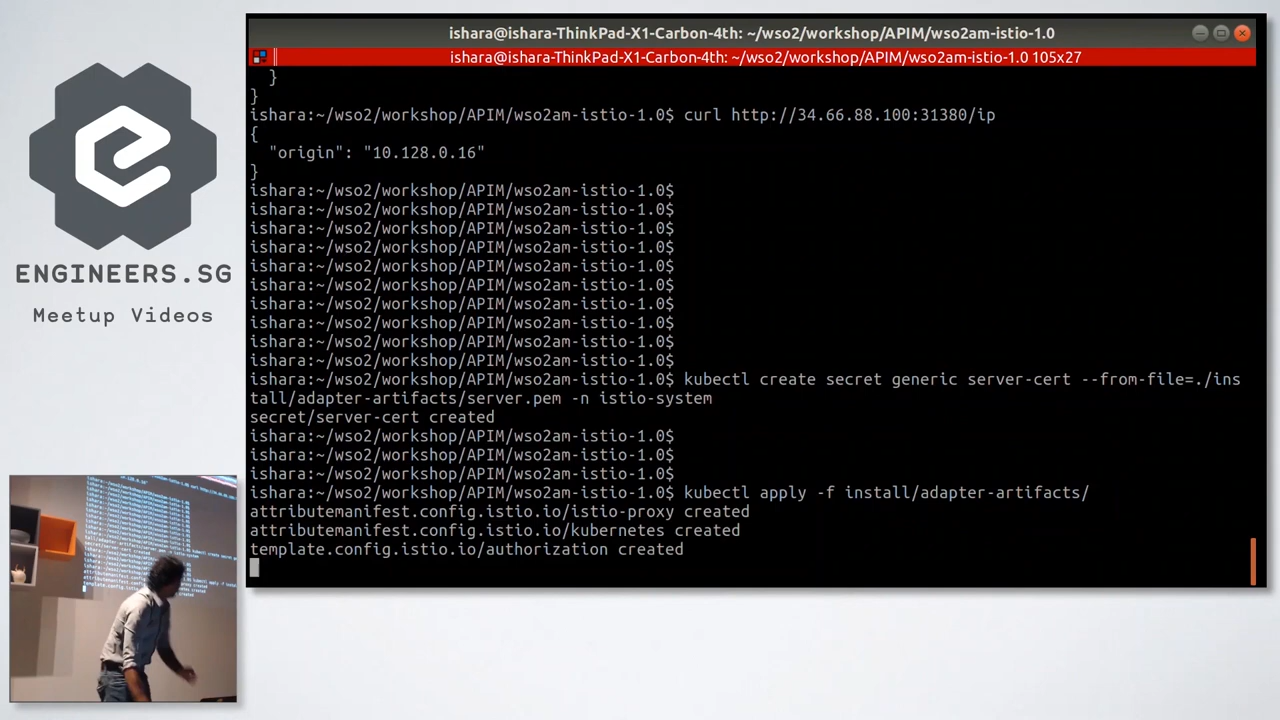 ENGINEERS.SG
Meetup Videos
ishara@ishara-ThinkPad-X1-Carbon-4th: ~/wso2/workshop/APIM/wso2am-istio-1.0
ishara@ishara-ThinkPad-X1-Carbon-4th: ~/wso2/workshop/APIM/wso2am-istio-1.0 105x27
}
}
ishara:~/wso2/workshop/APIM/wso2am-istio-1.0$ curl http://34.66.88.100:31380/ip
{
"origin": "10.128.0.16"
}
ishara:~/wso2/workshop/APIM/wso2am-istio-1.0$
ishara:~/wso2/workshop/APIM/wso2am-istio-1.0$
ishara:~/wso2/workshop/APIM/wso2am-istio-1.0$
ishara:~/wso2/workshop/APIM/wso2am-istio-1.0$
ishara:~/wso2/workshop/APIM/wso2am-istio-1.0$
ishara:~/wso2/workshop/APIM/wso2am-istio-1.0$
ishara:~/wso2/workshop/APIM/wso2am-istio-1.0$
ishara:~/wso2/workshop/APIM/wso2am-istio-1.0$
ishara:~/wso2/workshop/APIM/wso2am-istio-1.0$
ishara:~/wso2/workshop/APIM/wso2am-istio-1.0$
ishara:~/wso2/workshop/APIM/wso2am-istio-1.0$ kubectl create secret generic server-cert --from-file=./ins
tall/adapter-artifacts/server.pem -n istio-system
secret/server-cert created
ishara:~/wso2/workshop/APIM/wso2am-istio-1.0$
ishara:~/wso2/workshop/APIM/wso2am-istio-1.0$
ishara:~/wso2/workshop/APIM/wso2am-istio-1.0$
ishara:~/wso2/workshop/APIM/wso2am-istio-1.0$ kubectl apply -f install/adapter-artifacts/
attributemanifest.config.istio.io/istio-proxy created
attributemanifest.config.istio.io/kubernetes created
template.config.istio.io/authorization created